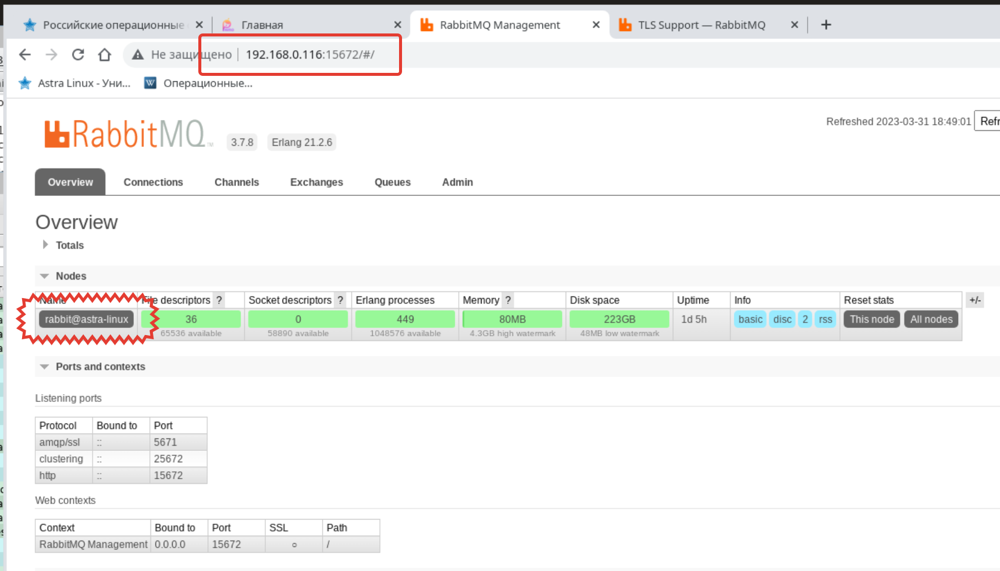 Российские операционные
Главная
RabbitMQ Management
TLS Support — RabbitMQ
Не защищено 192.168.0.116:15672/#/
Astra Linux - Уни...
Операционные...
RabbitMQ TM 3.7.8 Erlang 21.2.6
Refreshed 2023-03-31 18:49:01 Refr
Overview Connections Channels Exchanges Queues Admin
Overview
Totals
Nodes
Name File descriptors ? Socket descriptors ? Erlang processes Memory ? Disk space Uptime Info Reset stats +/-
rabbit@astra-linux 36 0 449 80MB 223GB 1d 5h basic disc 2 rss This node All nodes
65536 available 58890 available 1048576 available 4.3GB high watermark 48MB low watermark
Ports and contexts
Listening ports
Protocol Bound to Port
amqp/ssl :: 5671
clustering :: 25672
http :: 15672
Web contexts
Context Bound to Port SSL Path
RabbitMQ Management 0.0.0.0 15672 ○ /